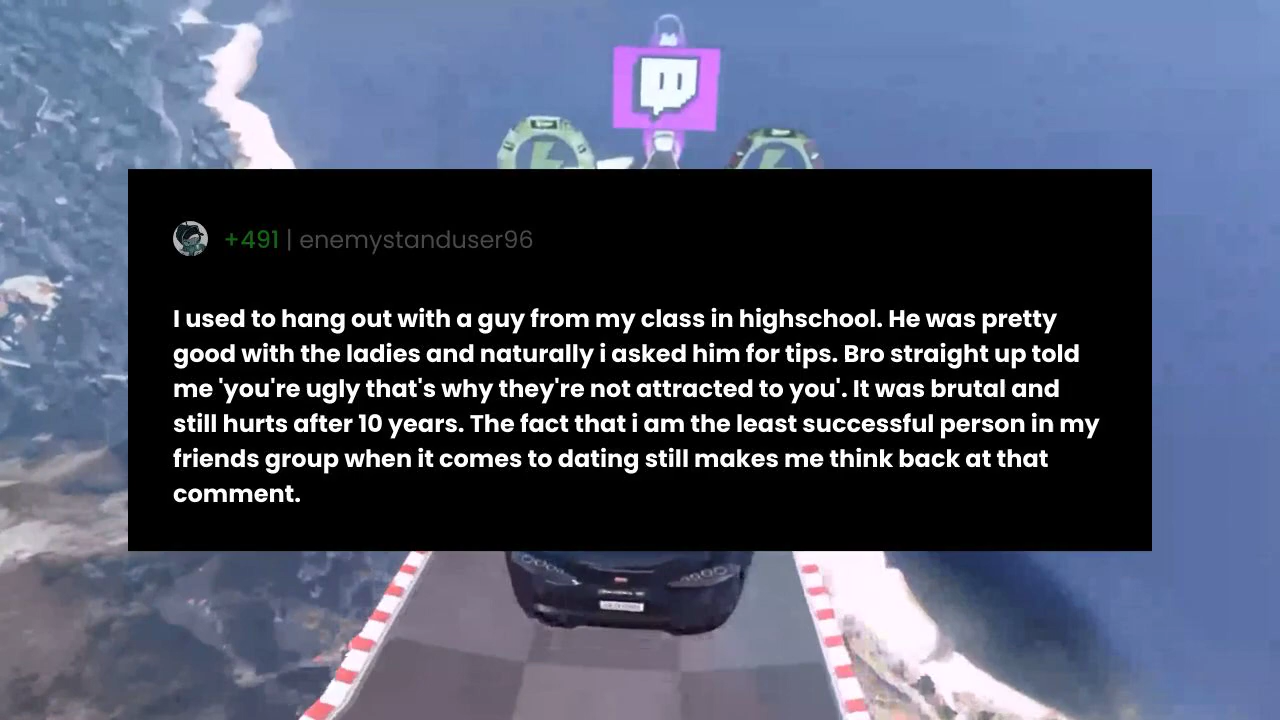 +491 | enemystanduser96
I used to hang out with a guy from my class in highschool. He was pretty
good with the ladies and naturally i asked him for tips. Bro straight up told
me 'you're ugly that's why they're not attracted to you'. It was brutal and
still hurts after 10 years. The fact that i am the least successful person in my
friends group when it comes to dating still makes me think back at that
comment.